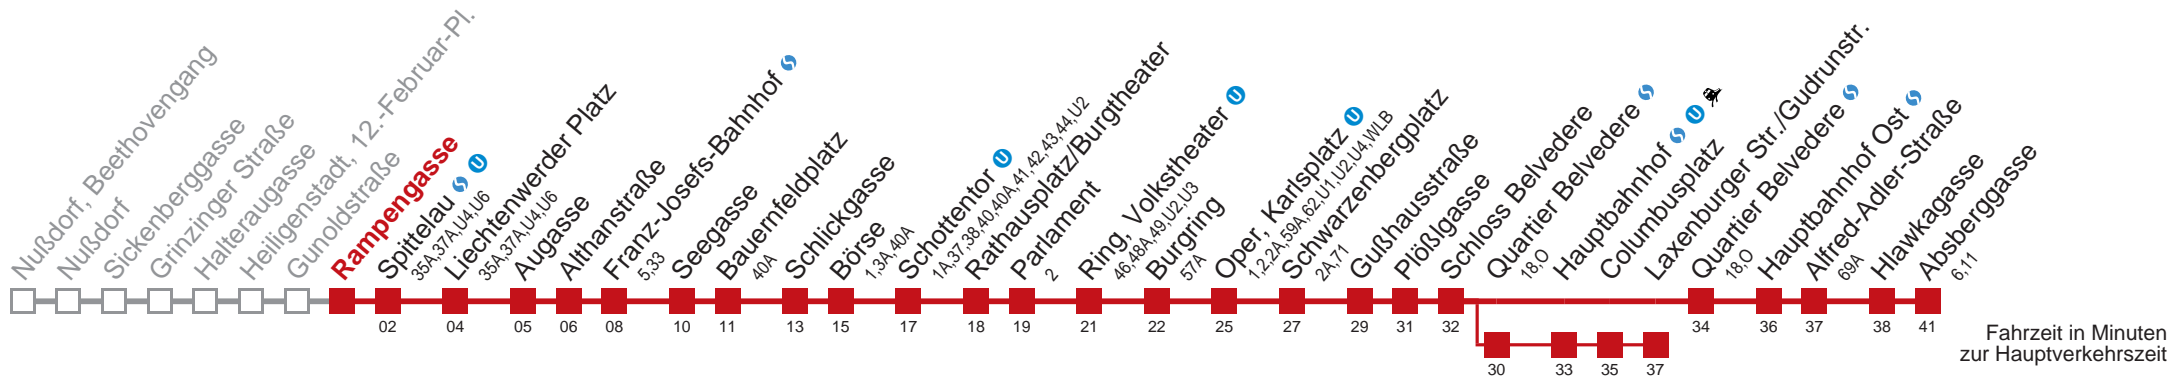 Nußdorf, Beethovengang
Nußdorf
Sickenberggasse
Grinzinger Straße
Halteraugasse
Heiligenstadt, 12.-Februar-Pl.
Gunoldstraße
Rampengasse
Spittelau S U
35A,37A,U4,U6
Liechtenwerder Platz
35A,37A,U4,U6
Augasse
Althanstraße
Franz-Josefs-Bahnhof S
5,33
Seegasse
Bauernfeldplatz
40A
Schlickgasse
Börse
1,3A,40A
Schottentor U
1A,37,38,40,40A,41,42,43,44,U2
Rathausplatz/Burgtheater
Parlament
2
Ring, Volkstheater U
46,48A,49,U2,U3
Burgring
57A
Oper, Karlsplatz U
1,2,2A,59A,62,U1,U2,U4,WLB
Schwarzenbergplatz
2A,71
Gußhausstraße
Plößlgasse
Schloss Belvedere
Quartier Belvedere S
18,O
Hauptbahnhof S U
Columbusplatz
Laxenburger Str./Gudrunstr.
Quartier Belvedere S
18,O
Hauptbahnhof Ost S
Alfred-Adler-Straße
69A
Hlawkagasse
Absberggasse
6,11
02 04 05 06 08 10 11 13 15 17 18 19 21 22 25 27 29 31 32 34 36 37 38 41
30 33 35 37
Fahrzeit in Minuten
zur Hauptverkehrszeit